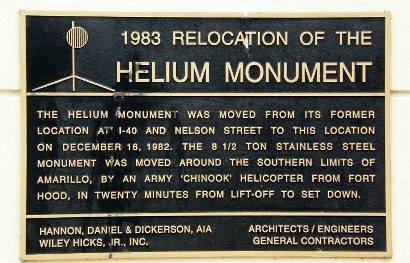 1983 RELOCATION OF THE
HELIUM MONUMENT
THE HELIUM MONUMENT WAS MOVED FROM ITS FORMER
LOCATION AT I-40 AND NELSON STREET TO THIS LOCATION
ON DECEMBER 16, 1982. THE 8 1/2 TON STAINLESS STEEL
MONUMENT WAS MOVED AROUND THE SOUTHERN LIMITS OF
AMARILLO, BY AN ARMY 'CHINOOK' HELICOPTER FROM FORT
HOOD, IN TWENTY MINUTES FROM LIFT-OFF TO SET DOWN.
HANNON, DANIEL & DICKERSON, AIA ARCHITECTS / ENGINEERS
WILEY HICKS, JR., INC. GENERAL CONTRACTORS